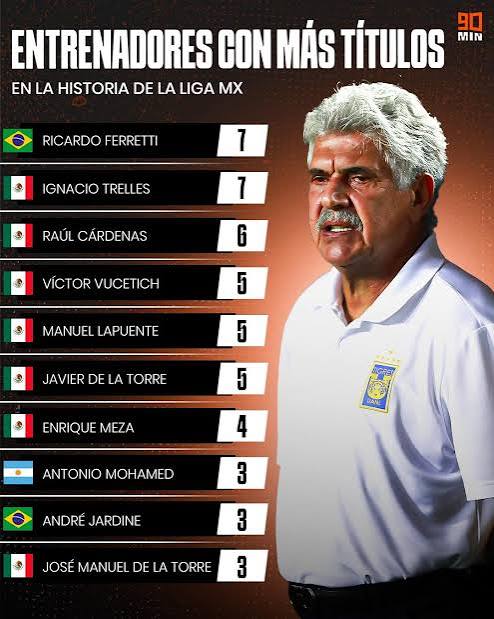 90
MIN
ENTRENADORES CON MÁS TÍTULOS
EN LA HISTORIA DE LA LIGA MX
RICARDO FERRETTI 7
IGNACIO TRELLES 7
RAÚL CÁRDENAS 6
VÍCTOR VUCETICH 5
MANUEL LAPUENTE 5
JAVIER DE LA TORRE 5
ENRIQUE MEZA 4
ANTONIO MOHAMED 3
ANDRÉ JARDINE 3
JOSÉ MANUEL DE LA TORRE 3
TIGRES
UANL